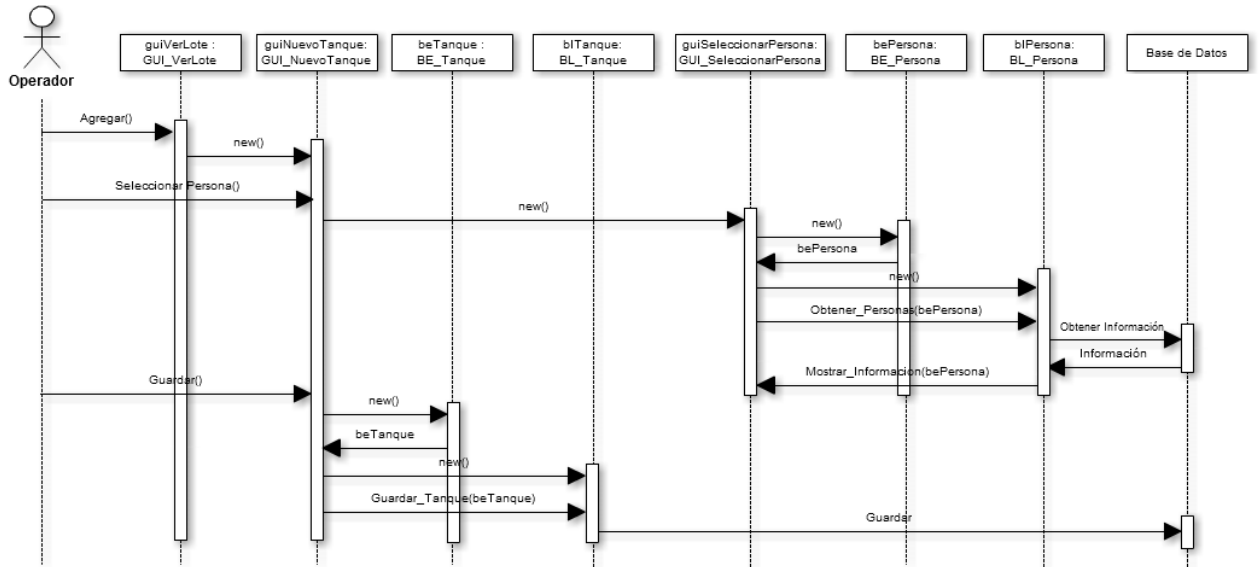 guiVerLote :
GUI_VerLote
guiNuevoTanque:
GUI_NuevoTanque
beTanque :
BE_Tanque
blTanque:
BL_Tanque
guiSeleccionarPersona:
GUI_SeleccionarPersona
bePersona:
BE_Persona
blPersona:
BL_Persona
Base de Datos
Operador
Agregar()
new()
Seleccionar Persona()
new()
new()
bePersona
new()
Obtener_Personas(bePersona)
Obtener Información
Información
Mostrar_Informacion(bePersona)
Guardar()
new()
beTanque
new()
Guardar_Tanque(beTanque)
Guardar